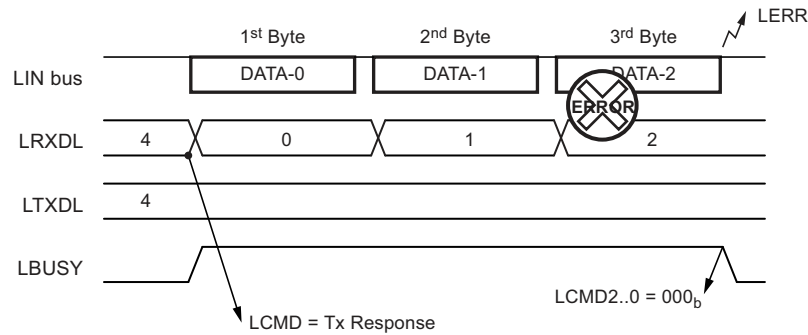 LERR
1st Byte 2nd Byte 3rd Byte
LIN bus DATA-0 DATA-1 DATA-2
ERROR
LRXDL 4 0 1 2
LTXDL 4
LBUSY
LCMD2..0 = 000b
LCMD = Tx Response